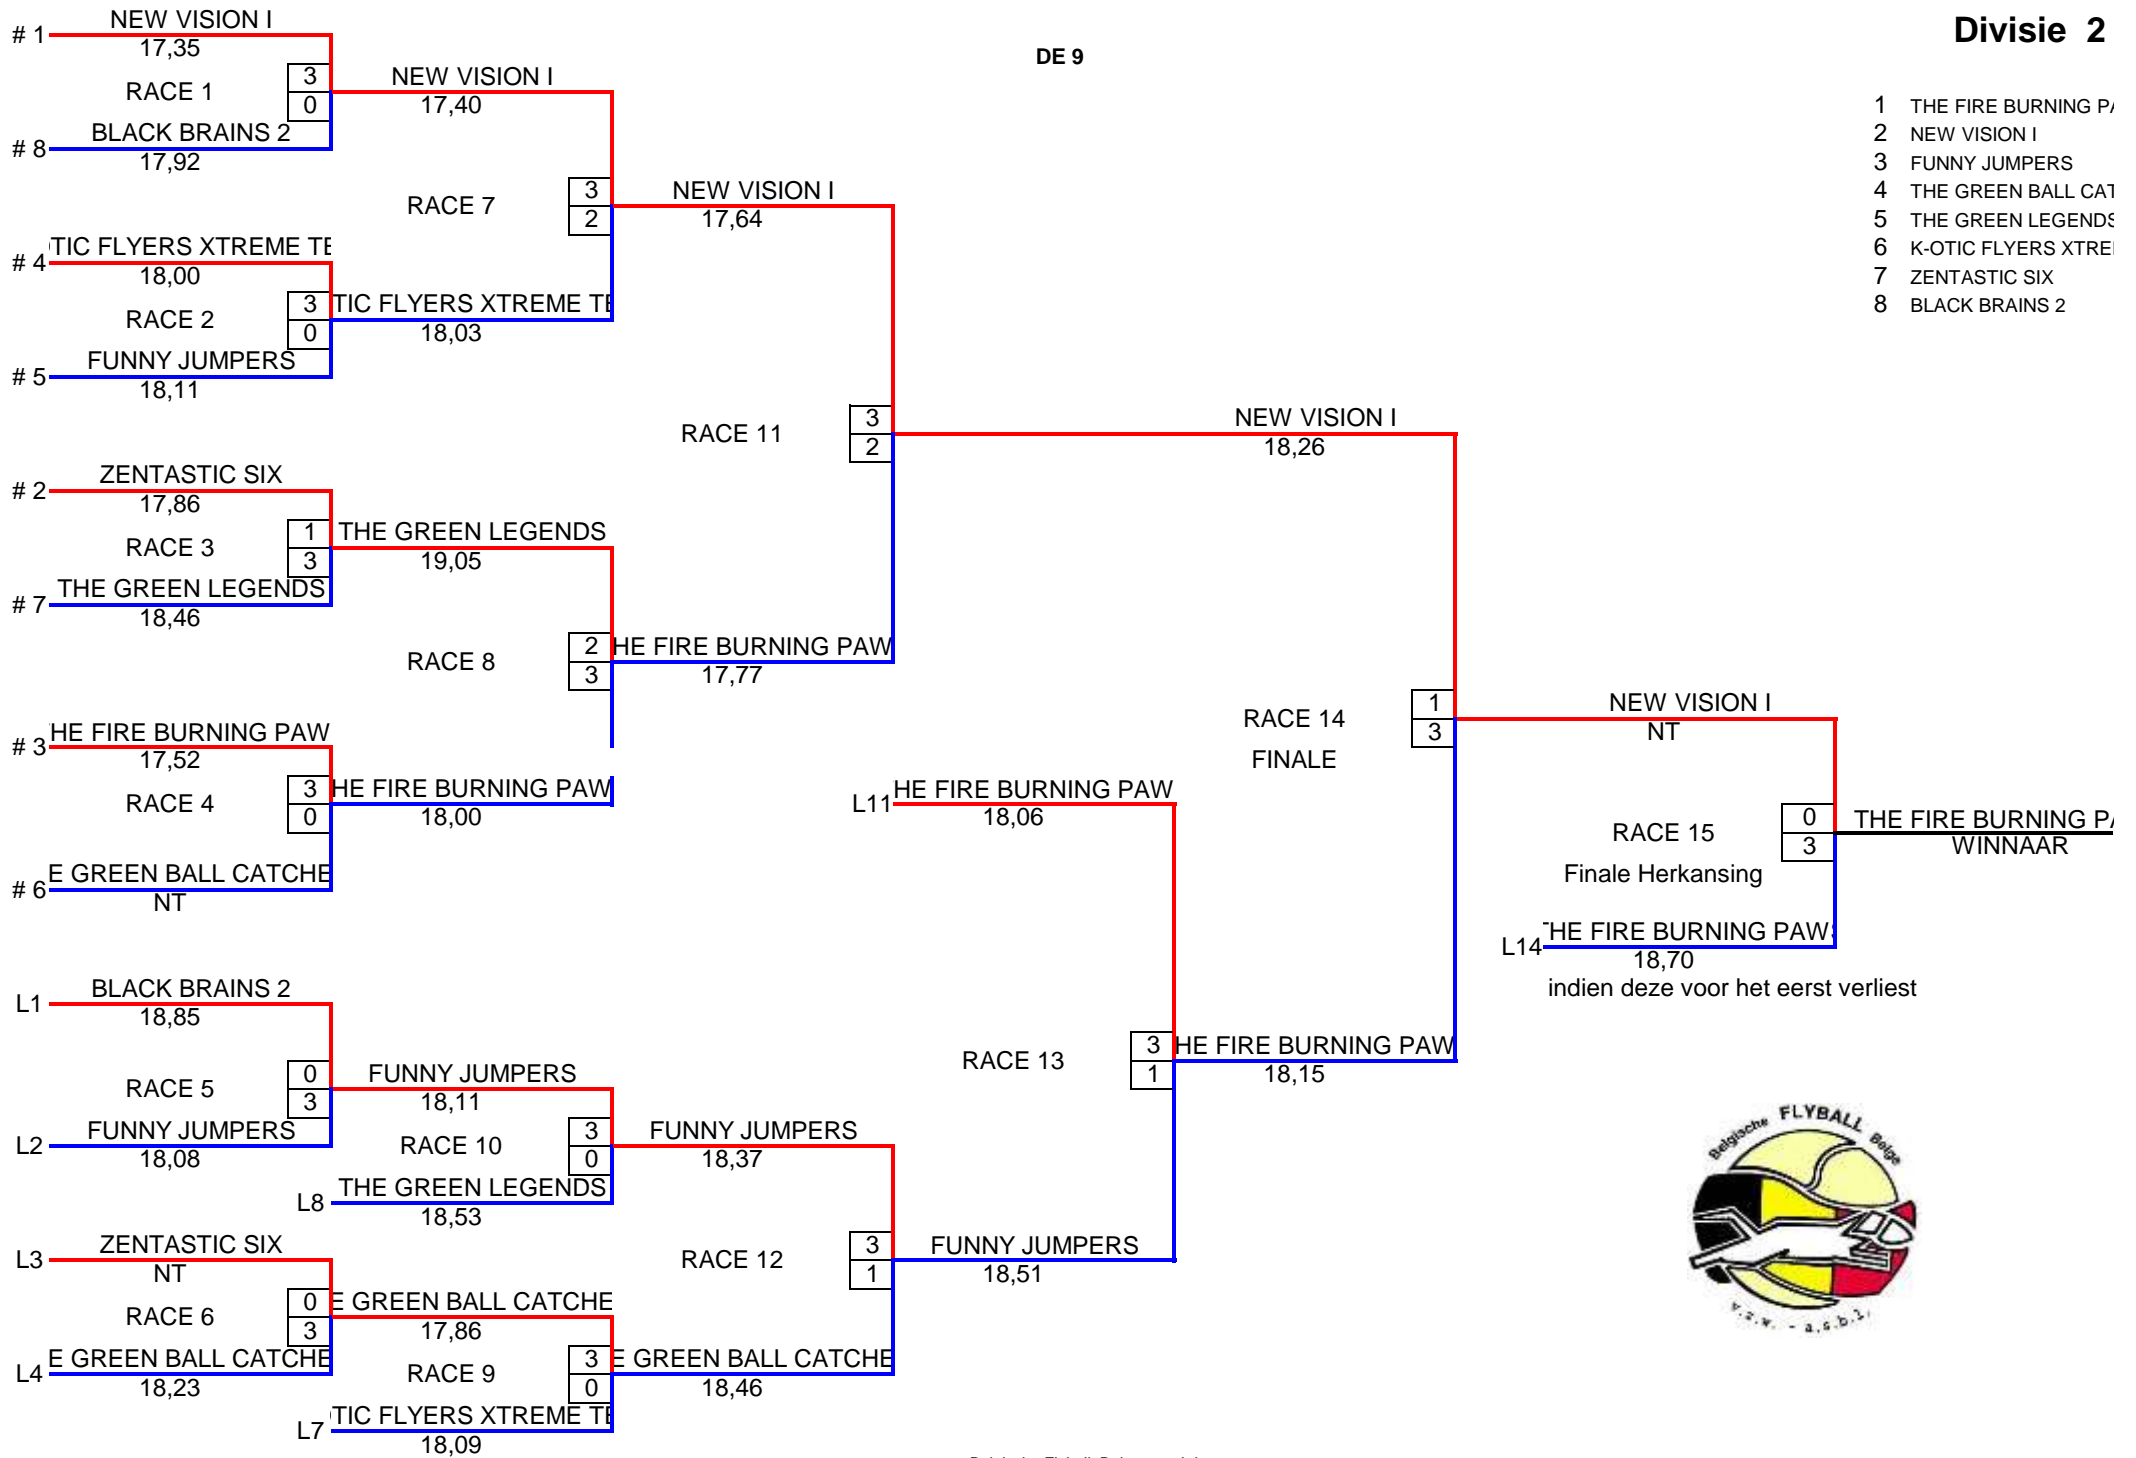 Divisie 2
DE 9
1 THE FIRE BURNING PA
2 NEW VISION I
3 FUNNY JUMPERS
4 THE GREEN BALL CAT
5 THE GREEN LEGENDS
6 K-OTIC FLYERS XTRE
7 ZENTASTIC SIX
8 BLACK BRAINS 2
# 1 NEW VISION I
17,35
RACE 1 3 0
# 8 BLACK BRAINS 2
17,92
# 4 TIC FLYERS XTREME TE
18,00
RACE 2 3 0
# 5 FUNNY JUMPERS
18,11
# 2 ZENTASTIC SIX
17,86
RACE 3 1 3
# 7 THE GREEN LEGENDS
18,46
# 3 HE FIRE BURNING PAW
17,52
RACE 4 3 0
# 6 E GREEN BALL CATCHE
NT
L1 BLACK BRAINS 2
18,85
RACE 5 0 3
L2 FUNNY JUMPERS
18,08
L3 ZENTASTIC SIX
NT
RACE 6 0 3
L4 E GREEN BALL CATCHE
18,23
NEW VISION I
17,40
RACE 7 3 2
TIC FLYERS XTREME TE
18,03
THE GREEN LEGENDS
19,05
RACE 8 2 3
HE FIRE BURNING PAW
18,00
FUNNY JUMPERS
18,11
RACE 10 3 0
L8 THE GREEN LEGENDS
18,53
E GREEN BALL CATCHE
17,86
RACE 9 3 0
L7 TIC FLYERS XTREME TE
18,09
NEW VISION I
17,64
RACE 11 3 2
HE FIRE BURNING PAW
17,77
FUNNY JUMPERS
18,37
RACE 12 3 1
E GREEN BALL CATCHE
18,46
L11 HE FIRE BURNING PAW
18,06
RACE 13 3 1
FUNNY JUMPERS
18,51
NEW VISION I
18,26
RACE 14 1 3
FINALE
HE FIRE BURNING PAW
18,15
NEW VISION I
NT
RACE 15 0 3
Finale Herkansing
L14 THE FIRE BURNING PAWS
18,70
indien deze voor het eerst verliest
THE FIRE BURNING PA
WINNAAR
Belgische FLYBALL Belge
v.z.w. - a.s.b.l.